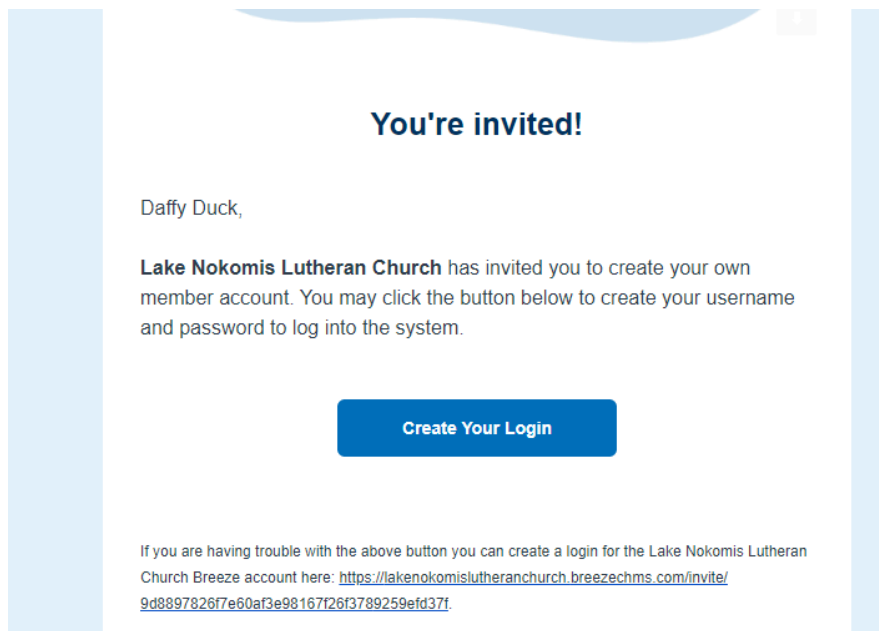 You're invited!
Daffy Duck,
Lake Nokomis Lutheran Church has invited you to create your own
member account. You may click the button below to create your username
and password to log into the system.
Create Your Login
If you are having trouble with the above button you can create a login for the Lake Nokomis Lutheran
Church Breeze account here: https://lakenokomislutheranchurch.breezechms.com/invite/
9d8897826f7e60af3e98167f26f3789259efd37f.